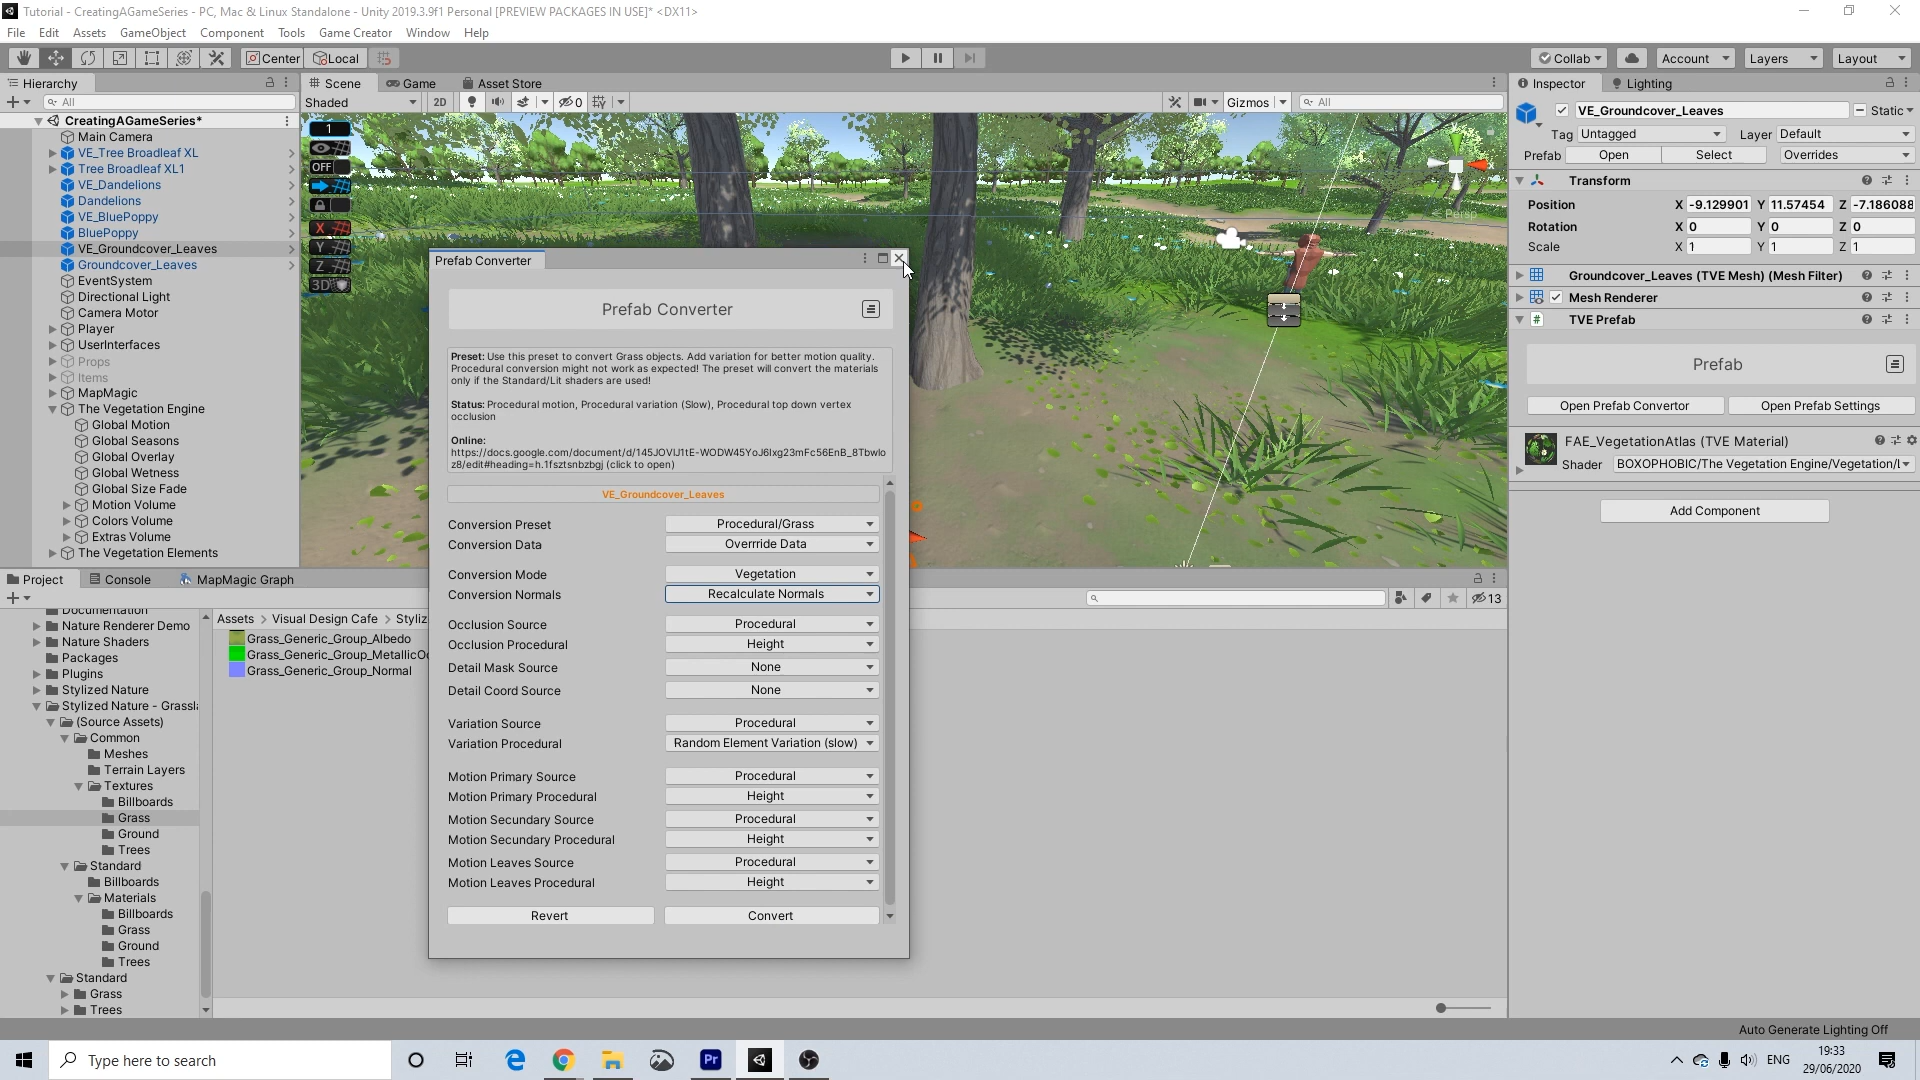 Tutorial - CreatingAGameSeries - PC, Mac & Linux Standalone - Unity 2019.3.9f1 Personal [PREVIEW PACKAGES IN USE]* <DX11>
File Edit Assets GameObject Component Tools Game Creator Window Help
Center Local Collab Account Layers Layout
Hierarchy
All
CreatingAGameSeries*
Main Camera
VE_Tree Broadleaf XL
Tree Broadleaf XL1
VE_Dandelions
Dandelions
VE_BluePoppy
BluePoppy
VE_Groundcover_Leaves
Groundcover_Leaves
EventSystem
Directional Light
Camera Motor
Player
UserInterfaces
Props
Items
MapMagic
The Vegetation Engine
Global Motion
Global Seasons
Global Overlay
Global Wetness
Global Size Fade
Motion Volume
Colors Volume
Extras Volume
The Vegetation Elements
Scene Game Asset Store
Shaded 2D 0 Gizmos All
1
OFF
X
Y
Z
3D
Persp
Prefab Converter
Prefab Converter
Preset: Use this preset to convert Grass objects. Add variation for better motion quality.
Procedural conversion might not work as expected! The preset will convert the materials
only if the Standard/Lit shaders are used!
Status: Procedural motion, Procedural variation (Slow), Procedural top down vertex
occlusion
Online:
z8/edit#heading=h.1fsztsnbzbgj (click to open)
VE_Groundcover_Leaves
Conversion Preset Procedural/Grass
Conversion Data Overrride Data
Conversion Mode Vegetation
Conversion Normals Recalculate Normals
Occlusion Source Procedural
Occlusion Procedural Height
Detail Mask Source None
Detail Coord Source None
Variation Source Procedural
Variation Procedural Random Element Variation (slow)
Motion Primary Source Procedural
Motion Primary Procedural Height
Motion Secundary Source Procedural
Motion Secundary Procedural Height
Motion Leaves Source Procedural
Motion Leaves Procedural Height
Revert Convert
Inspector Lighting
VE_Groundcover_Leaves Static
Tag Untagged Layer Default
Prefab Open Select Overrides
Transform
Position X -9.129901 Y 11.57454 Z -7.186088
Rotation X 0 Y 0 Z 0
Scale X 1 Y 1 Z 1
Groundcover_Leaves (TVE Mesh) (Mesh Filter)
Mesh Renderer
TVE Prefab
Prefab
Open Prefab Convertor Open Prefab Settings
FAE_VegetationAtlas (TVE Material)
Shader BOXOPHOBIC/The Vegetation Engine/Vegetation/L
Add Component
Project Console MapMagic Graph
13
Documentation
Nature Renderer Demo
Nature Shaders
Packages
Plugins
Stylized Nature
Stylized Nature - Grassl
(Source Assets)
Common
Meshes
Terrain Layers
Textures
Billboards
Grass
Ground
Trees
Standard
Billboards
Materials
Billboards
Grass
Ground
Trees
Standard
Grass
Trees
Assets > Visual Design Cafe > Styliz
Grass_Generic_Group_Albedo
Grass_Generic_Group_MetallicOc
Grass_Generic_Group_Normal
Auto Generate Lighting Off
Type here to search
Pr
ENG
19:33
29/06/2020